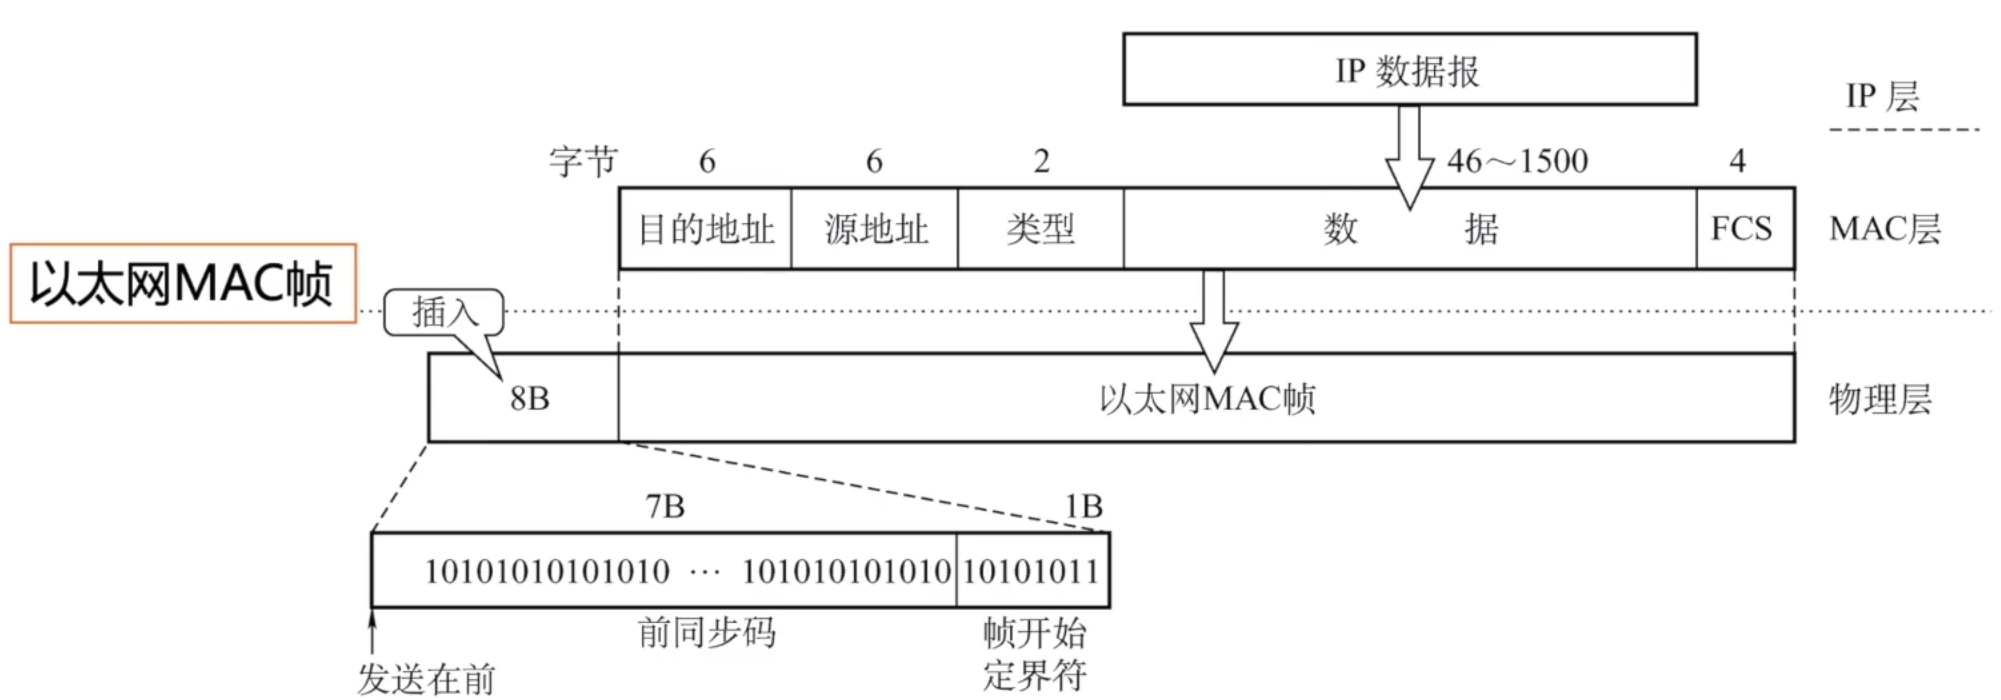 IP 数据报
IP 层
字节 6 6 2 46～1500 4
目的地址 源地址 类型 数 据 FCS MAC层
以太网MAC帧
插入
8B 以太网MAC帧 物理层
7B 1B
10101010101010 ··· 101010101010 10101011
前同步码 帧开始
定界符
发送在前